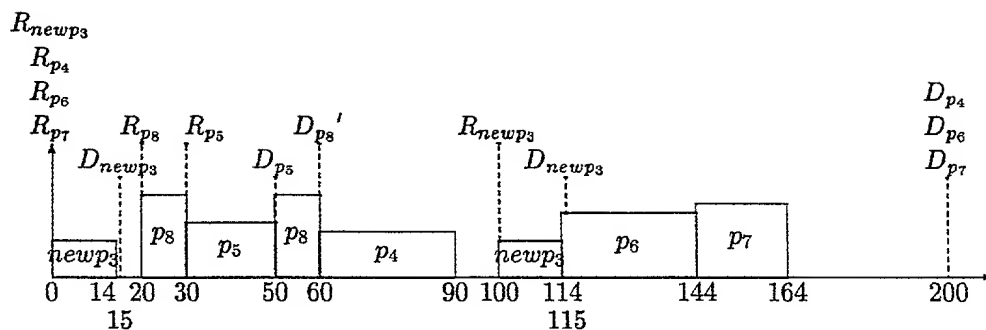 R_newp3
R_p4
D_p4
R_p6
D_p6
R_p7 R_p8 R_p5 D_p8' R_newp3
D_p7
D_newp3 D_p5 D_newp3
newp3 p8 p5 p8 p4 newp3 p6 p7
0 14 20 30 50 60 90 100 114 144 164 200
15 115